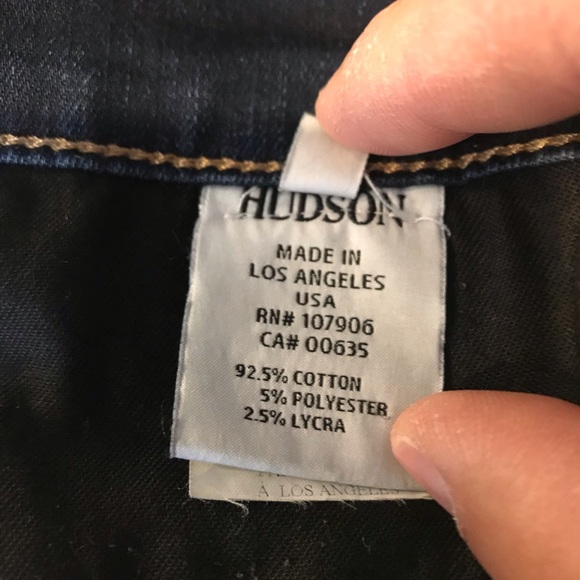 HUDSON
MADE IN
LOS ANGELES
USA
RN# 107906
CA# 00635
92.5% COTTON
5% POLYESTER
2.5% LYCRA
À LOS ANGELES